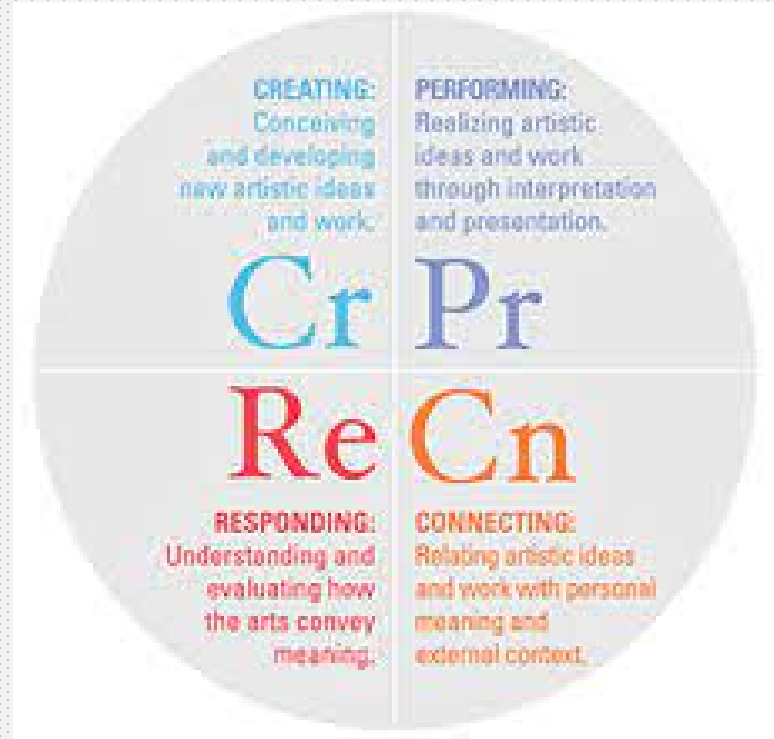 CREATING:
Conceiving
and developing
new artistic ideas
and work.
Cr
PERFORMING:
Realizing artistic
ideas and work
through interpretation
and presentation.
Pr
Re
RESPONDING:
Understanding and
evaluating how
the arts convey
meaning.
Cn
CONNECTING:
Relating artistic ideas
and work with personal
meaning and
external context.